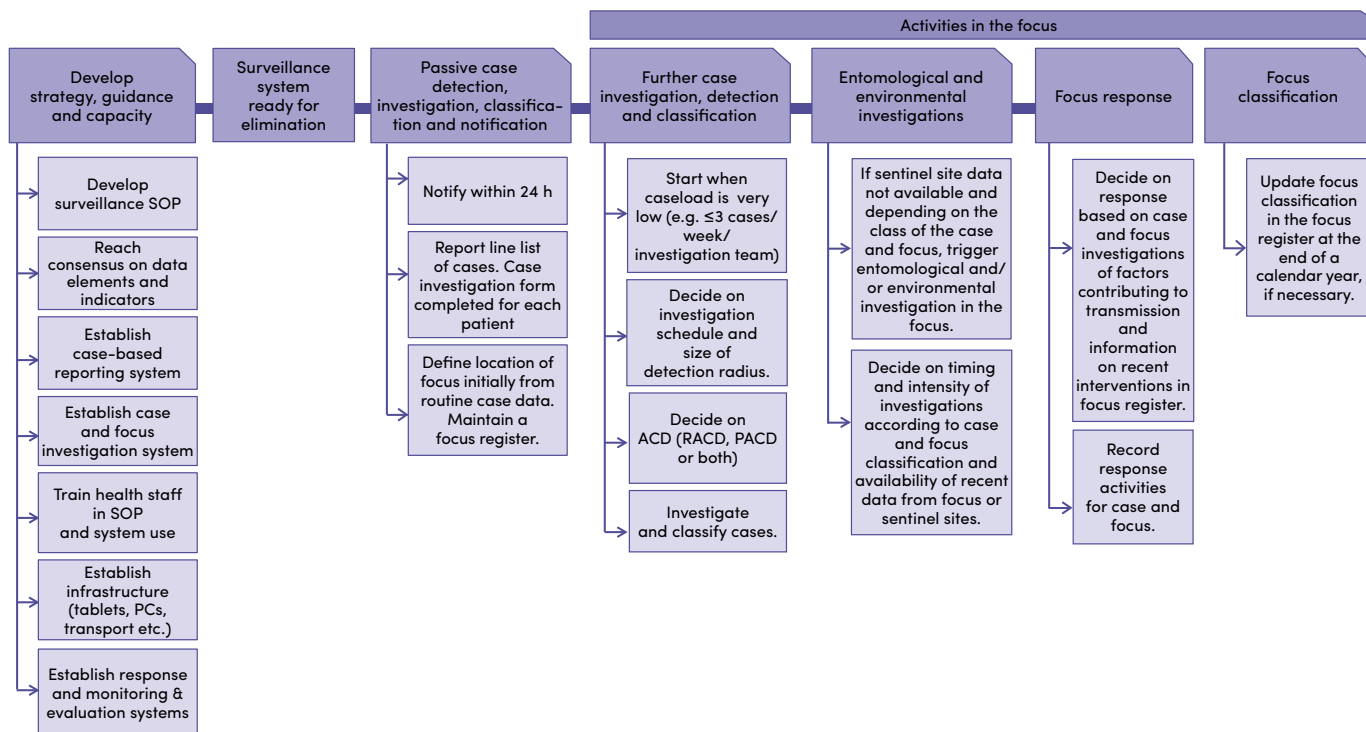 Activities in the focus
Develop
strategy, guidance
and capacity
Surveillance
system
ready for
elimination
Passive case
detection,
investigation, classifica-
tion and notification
Further case
investigation, detection
and classification
Entomological and
environmental
investigations
Focus response
Focus
classification
Develop
surveillance SOP
Reach
consensus on data
elements and
indicators
Establish
case-based
reporting system
Establish case
and focus
investigation system
Train health staff
in SOP
and system use
Establish
infrastructure
(tablets, PCs,
transport etc.)
Establish response
and monitoring &
evaluation systems
Notify within 24 h
Report line list
of cases. Case
investigation form
completed for each
patient
Define location of
focus initially from
routine case data.
Maintain a
focus register.
Start when
caseload is very
low (e.g. ≤3 cases/
week/
investigation team)
Decide on
investigation
schedule and
size of
detection radius.
Decide on
ACD (RACD, PACD
or both)
Investigate
and classify cases.
If sentinel site data
not available and
depending on the
class of the case
and focus, trigger
entomological and/
or environmental
investigation in the
focus.
Decide on timing
and intensity of
investigations
according to case
and focus
classification and
availability of recent
data from focus or
sentinel sites.
Decide on
response
based on case
and focus
investigations
of factors
contributing to
transmission
and
information
on recent
interventions in
focus register.
Record
response
activities
for case and
focus.
Update focus
classification
in the focus
register at the
end of a
calendar year,
if necessary.